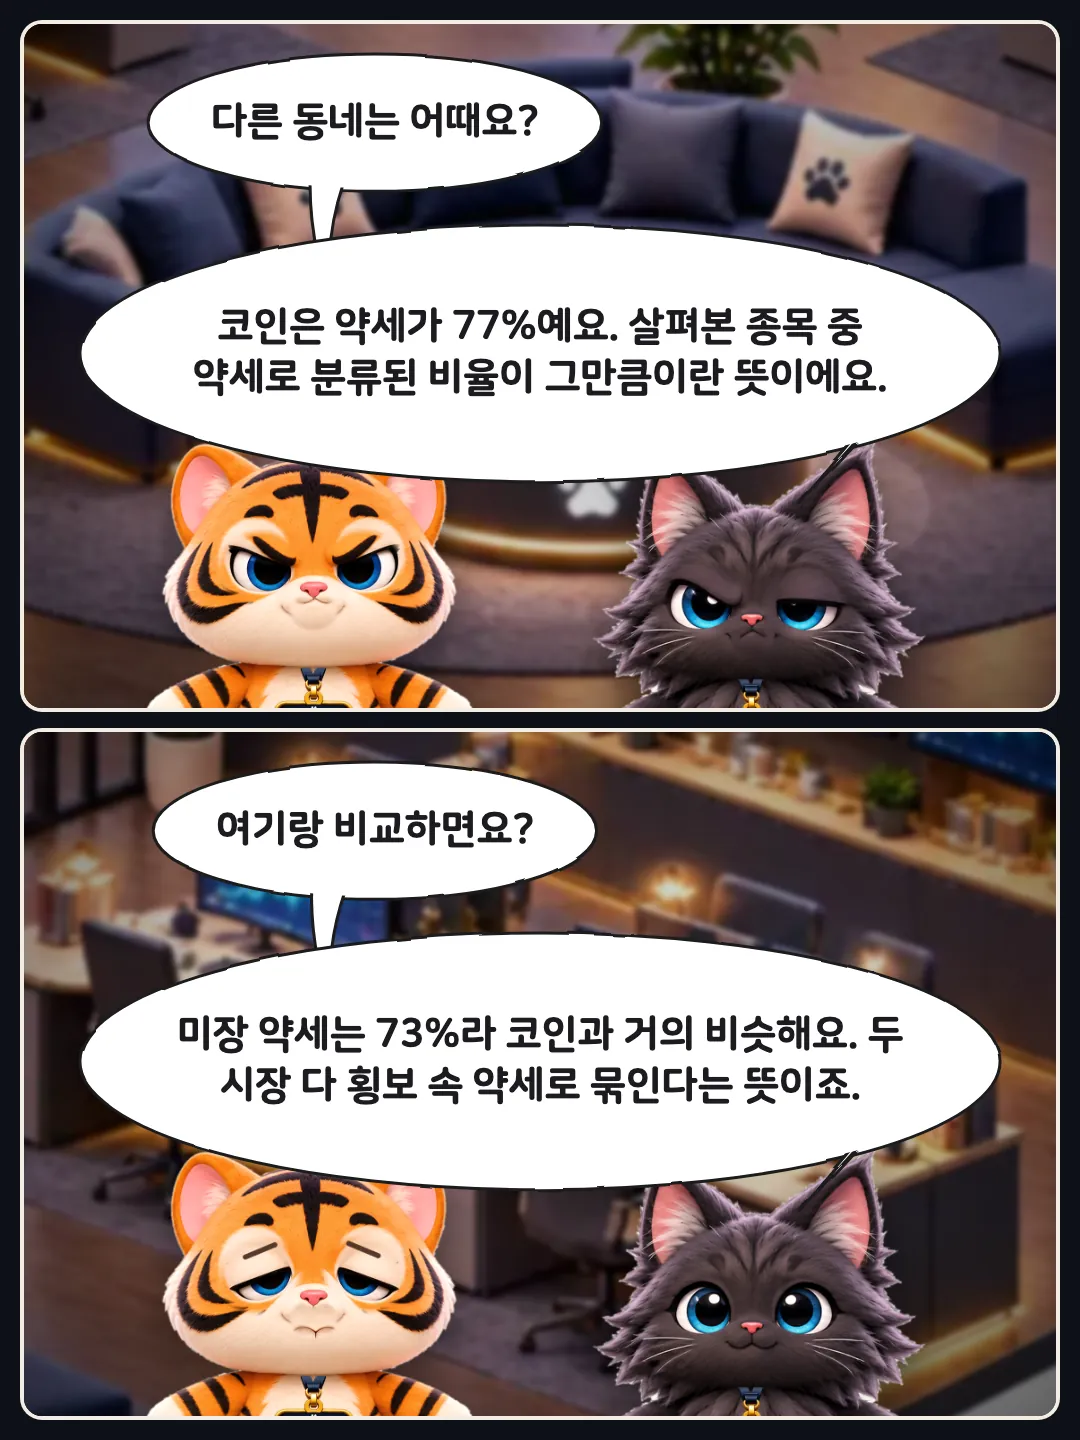 다른 동네는 어때요?
코인은 약세가 77%예요. 살펴본 종목 중
약세로 분류된 비율이 그만큼이란 뜻이에요.
여기랑 비교하면요?
미장 약세는 73%라 코인과 거의 비슷해요. 두
시장 다 횡보 속 약세로 묶인다는 뜻이죠.